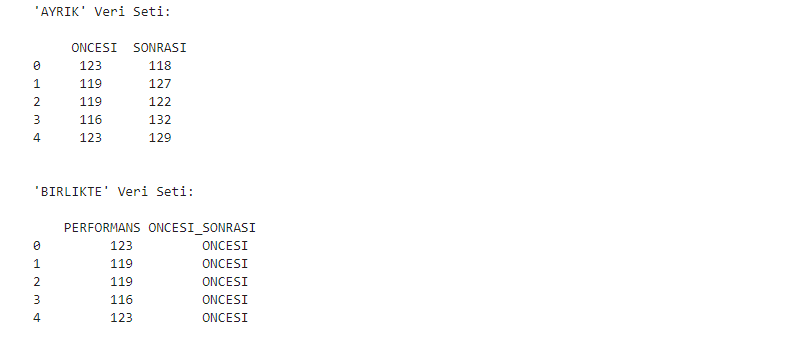 'AYRIK' Veri Seti:
ONCESI SONRASI
0 123 118
1 119 127
2 119 122
3 116 132
4 123 129
'BIRLIKTE' Veri Seti:
PERFORMANS ONCESI_SONRASI
0 123 ONCESI
1 119 ONCESI
2 119 ONCESI
3 116 ONCESI
4 123 ONCESI